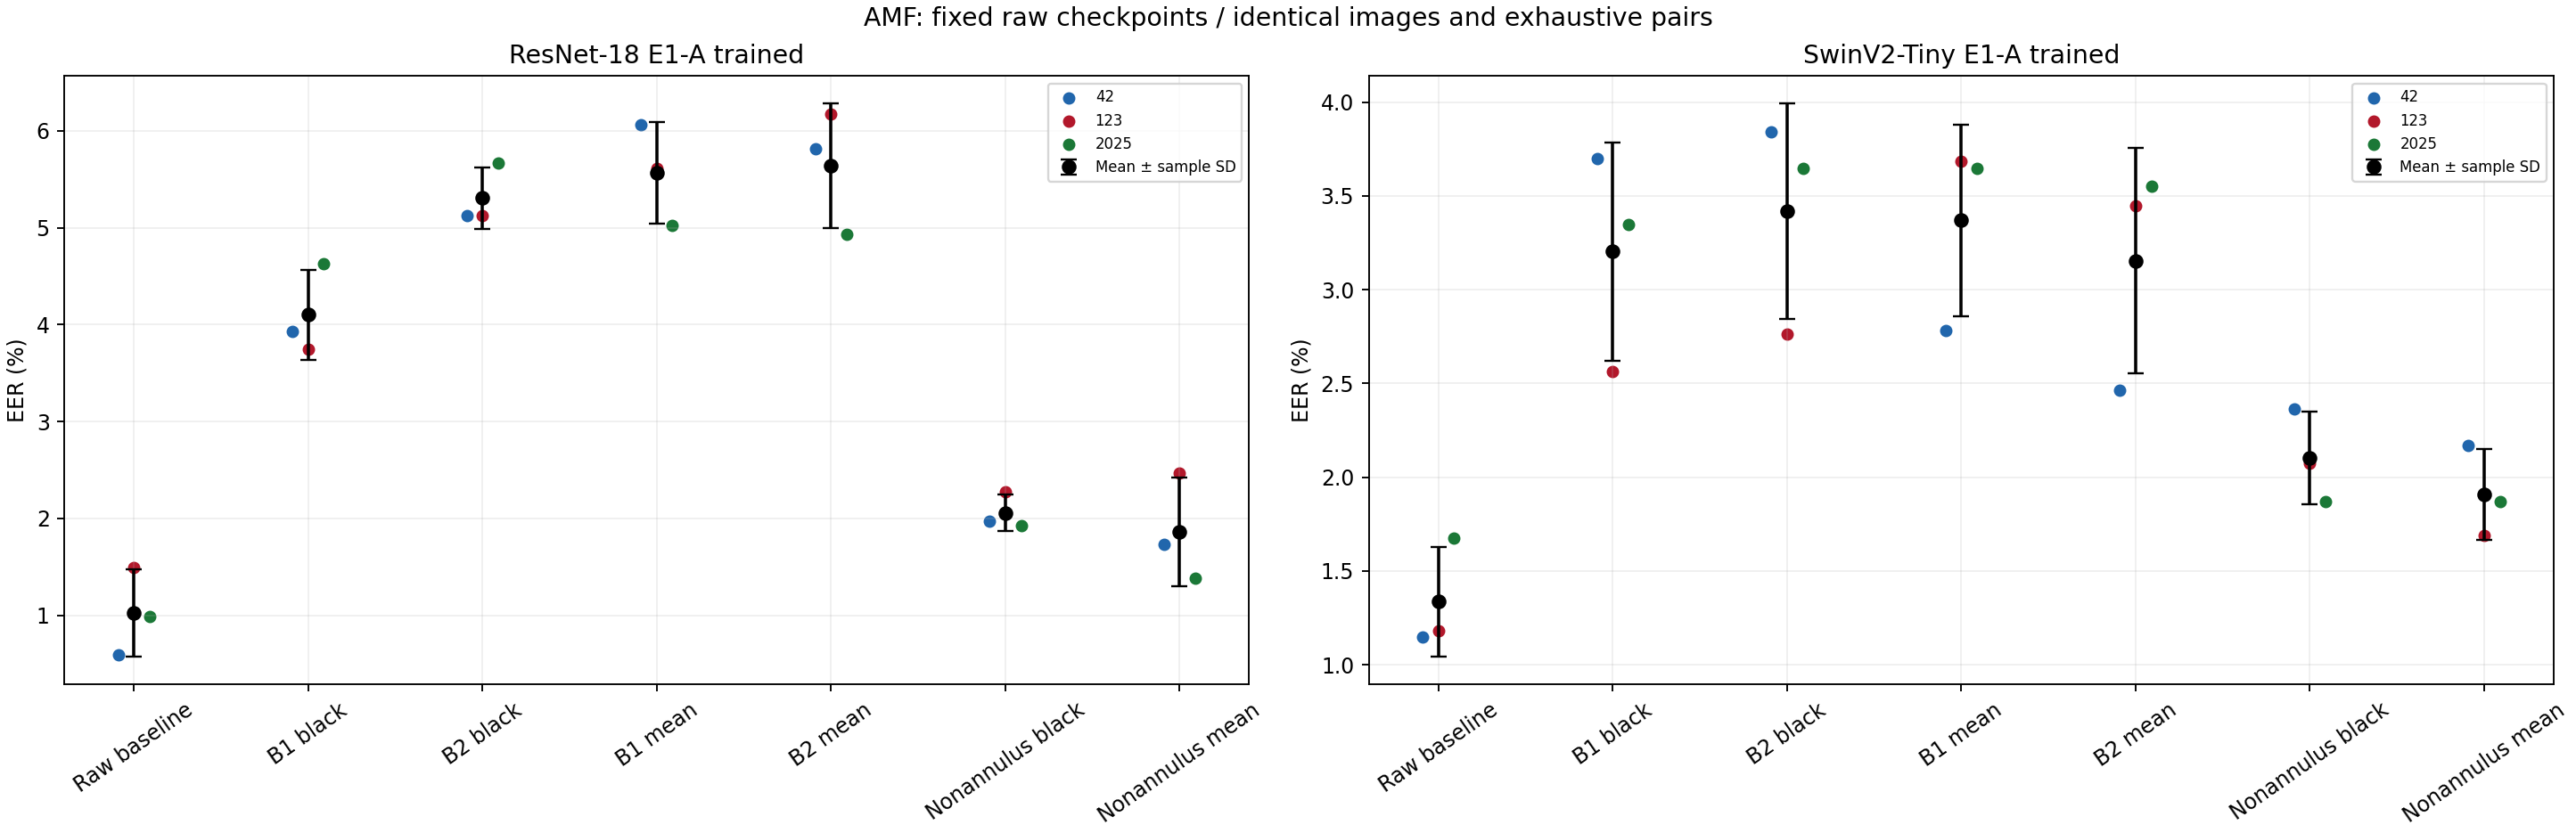 AMF: fixed raw checkpoints / identical images and exhaustive pairs
ResNet-18 E1-A trained
EER (%)
6
5
4
3
2
1
42
123
2025
Mean ± sample SD
Raw baseline
B1 black
B2 black
B1 mean
B2 mean
Nonannulus black
Nonannulus mean
SwinV2-Tiny E1-A trained
EER (%)
4.0
3.5
3.0
2.5
2.0
1.5
1.0
42
123
2025
Mean ± sample SD
Raw baseline
B1 black
B2 black
B1 mean
B2 mean
Nonannulus black
Nonannulus mean